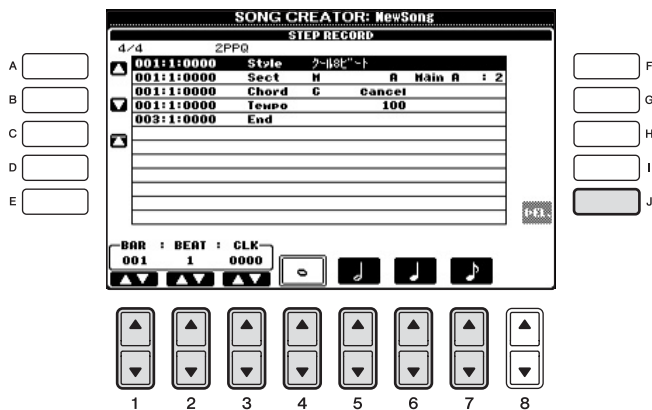 SONG CREATOR: NewSong
STEP RECORD
4/4 2PPQ
001:1:0000 Style クール8ビート
001:1:0000 Sect M A Main A : 2
001:1:0000 Chord C Cancel
001:1:0000 Tempo 100
003:1:0000 End
DEL.
BAR : BEAT : CLK
001 1 0000
A
B
C
D
E
F
G
H
I
J
1 2 3 4 5 6 7 8